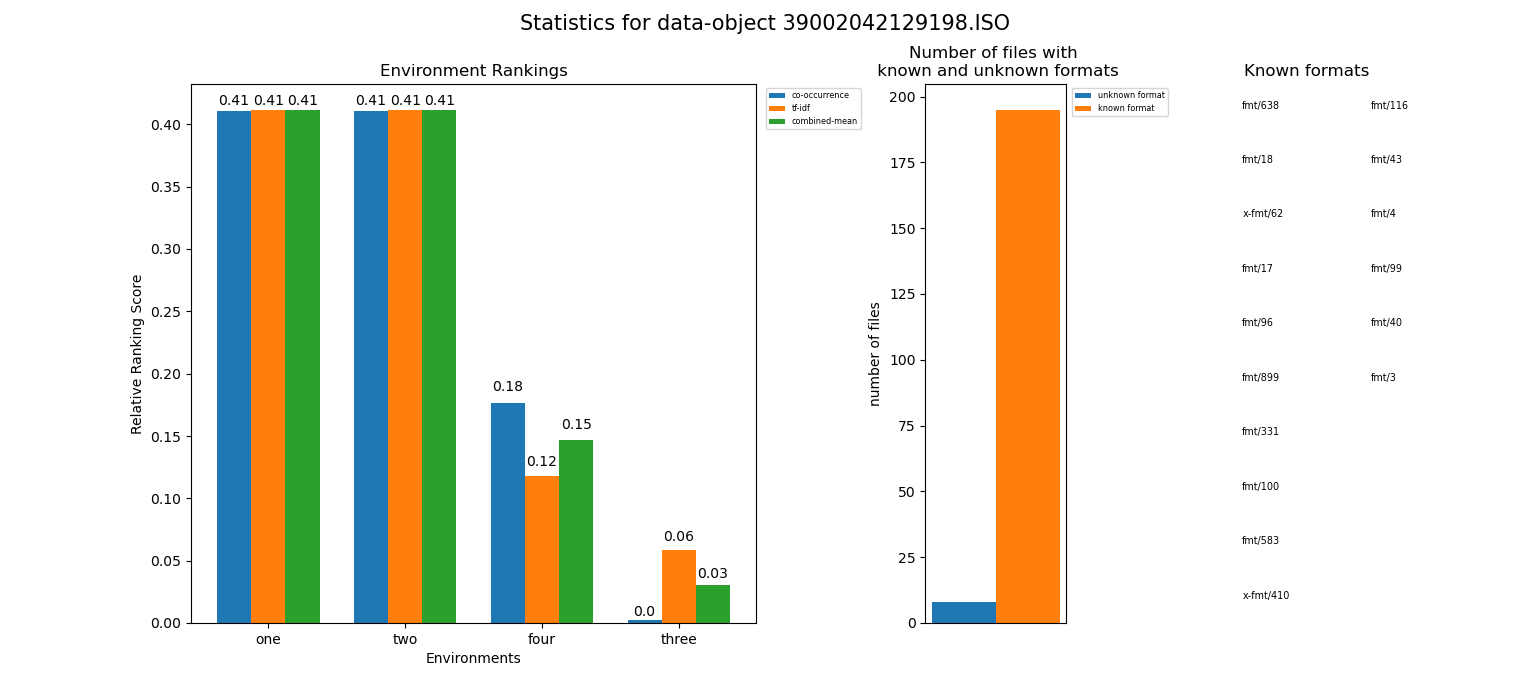 Statistics for data-object 39002042129198.ISO
Environment Rankings
0.41 0.41 0.41 0.41 0.41 0.41
0.18
0.12
0.15
0.0
0.06
0.03
0.40
0.35
0.30
0.25
0.20
0.15
0.10
0.05
0.00
Relative Ranking Score
one two four three
Environments
co-occurrence
tf-idf
combined-mean
Number of files with
known and unknown formats
200
175
150
125
100
75
50
25
0
number of files
unknown format
known format
Known formats
fmt/638 fmt/116
fmt/18 fmt/43
x-fmt/62 fmt/4
fmt/17 fmt/99
fmt/96 fmt/40
fmt/899 fmt/3
fmt/331
fmt/100
fmt/583
x-fmt/410